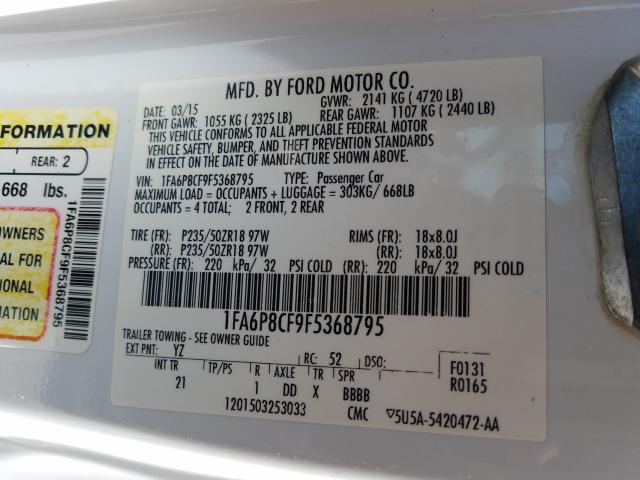 MFD. BY FORD MOTOR CO.
DATE: 03/15 GVWR: 2141 KG ( 4720 LB)
FRONT GAWR: 1055 KG ( 2325 LB) REAR GAWR: 1107 KG ( 2440 LB)
THIS VEHICLE CONFORMS TO ALL APPLICABLE FEDERAL MOTOR
VEHICLE SAFETY, BUMPER, AND THEFT PREVENTION STANDARDS
IN EFFECT ON THE DATE OF MANUFACTURE SHOWN ABOVE.
VIN: 1FA6P8CF9F5368795 TYPE: Passenger Car
MAXIMUM LOAD = OCCUPANTS + LUGGAGE = 303KG/ 668LB
OCCUPANTS = 4 TOTAL; 2 FRONT, 2 REAR
TIRE (FR): P235/50ZR18 97W RIMS (FR): 18x8.0J
(RR): P235/50ZR18 97W (RR): 18x8.0J
PRESSURE (FR): 220 kPa/ 32 PSI COLD (RR): 220 kPa/ 32 PSI COLD
1FA6P8CF9F5368795
TRAILER TOWING - SEE OWNER GUIDE
EXT PNT: YZ RC: 52 DSO: F0131
INT TR TP/PS R AXLE TR SPR R0165
21 1 DD X BBBB
1201503253033 CMC ▽5U5A-5420472-AA
FORMATION
REAR: 2
668 lbs.
OWNERS
AL FOR
IONAL
MATION
1FA6P8CF9F5368795